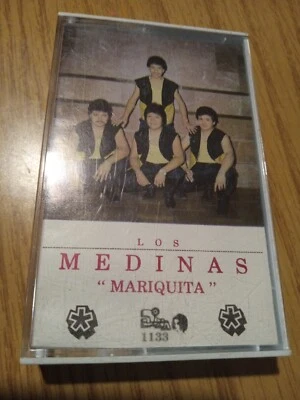 LOS
MEDINAS
"MARIQUITA"
1133